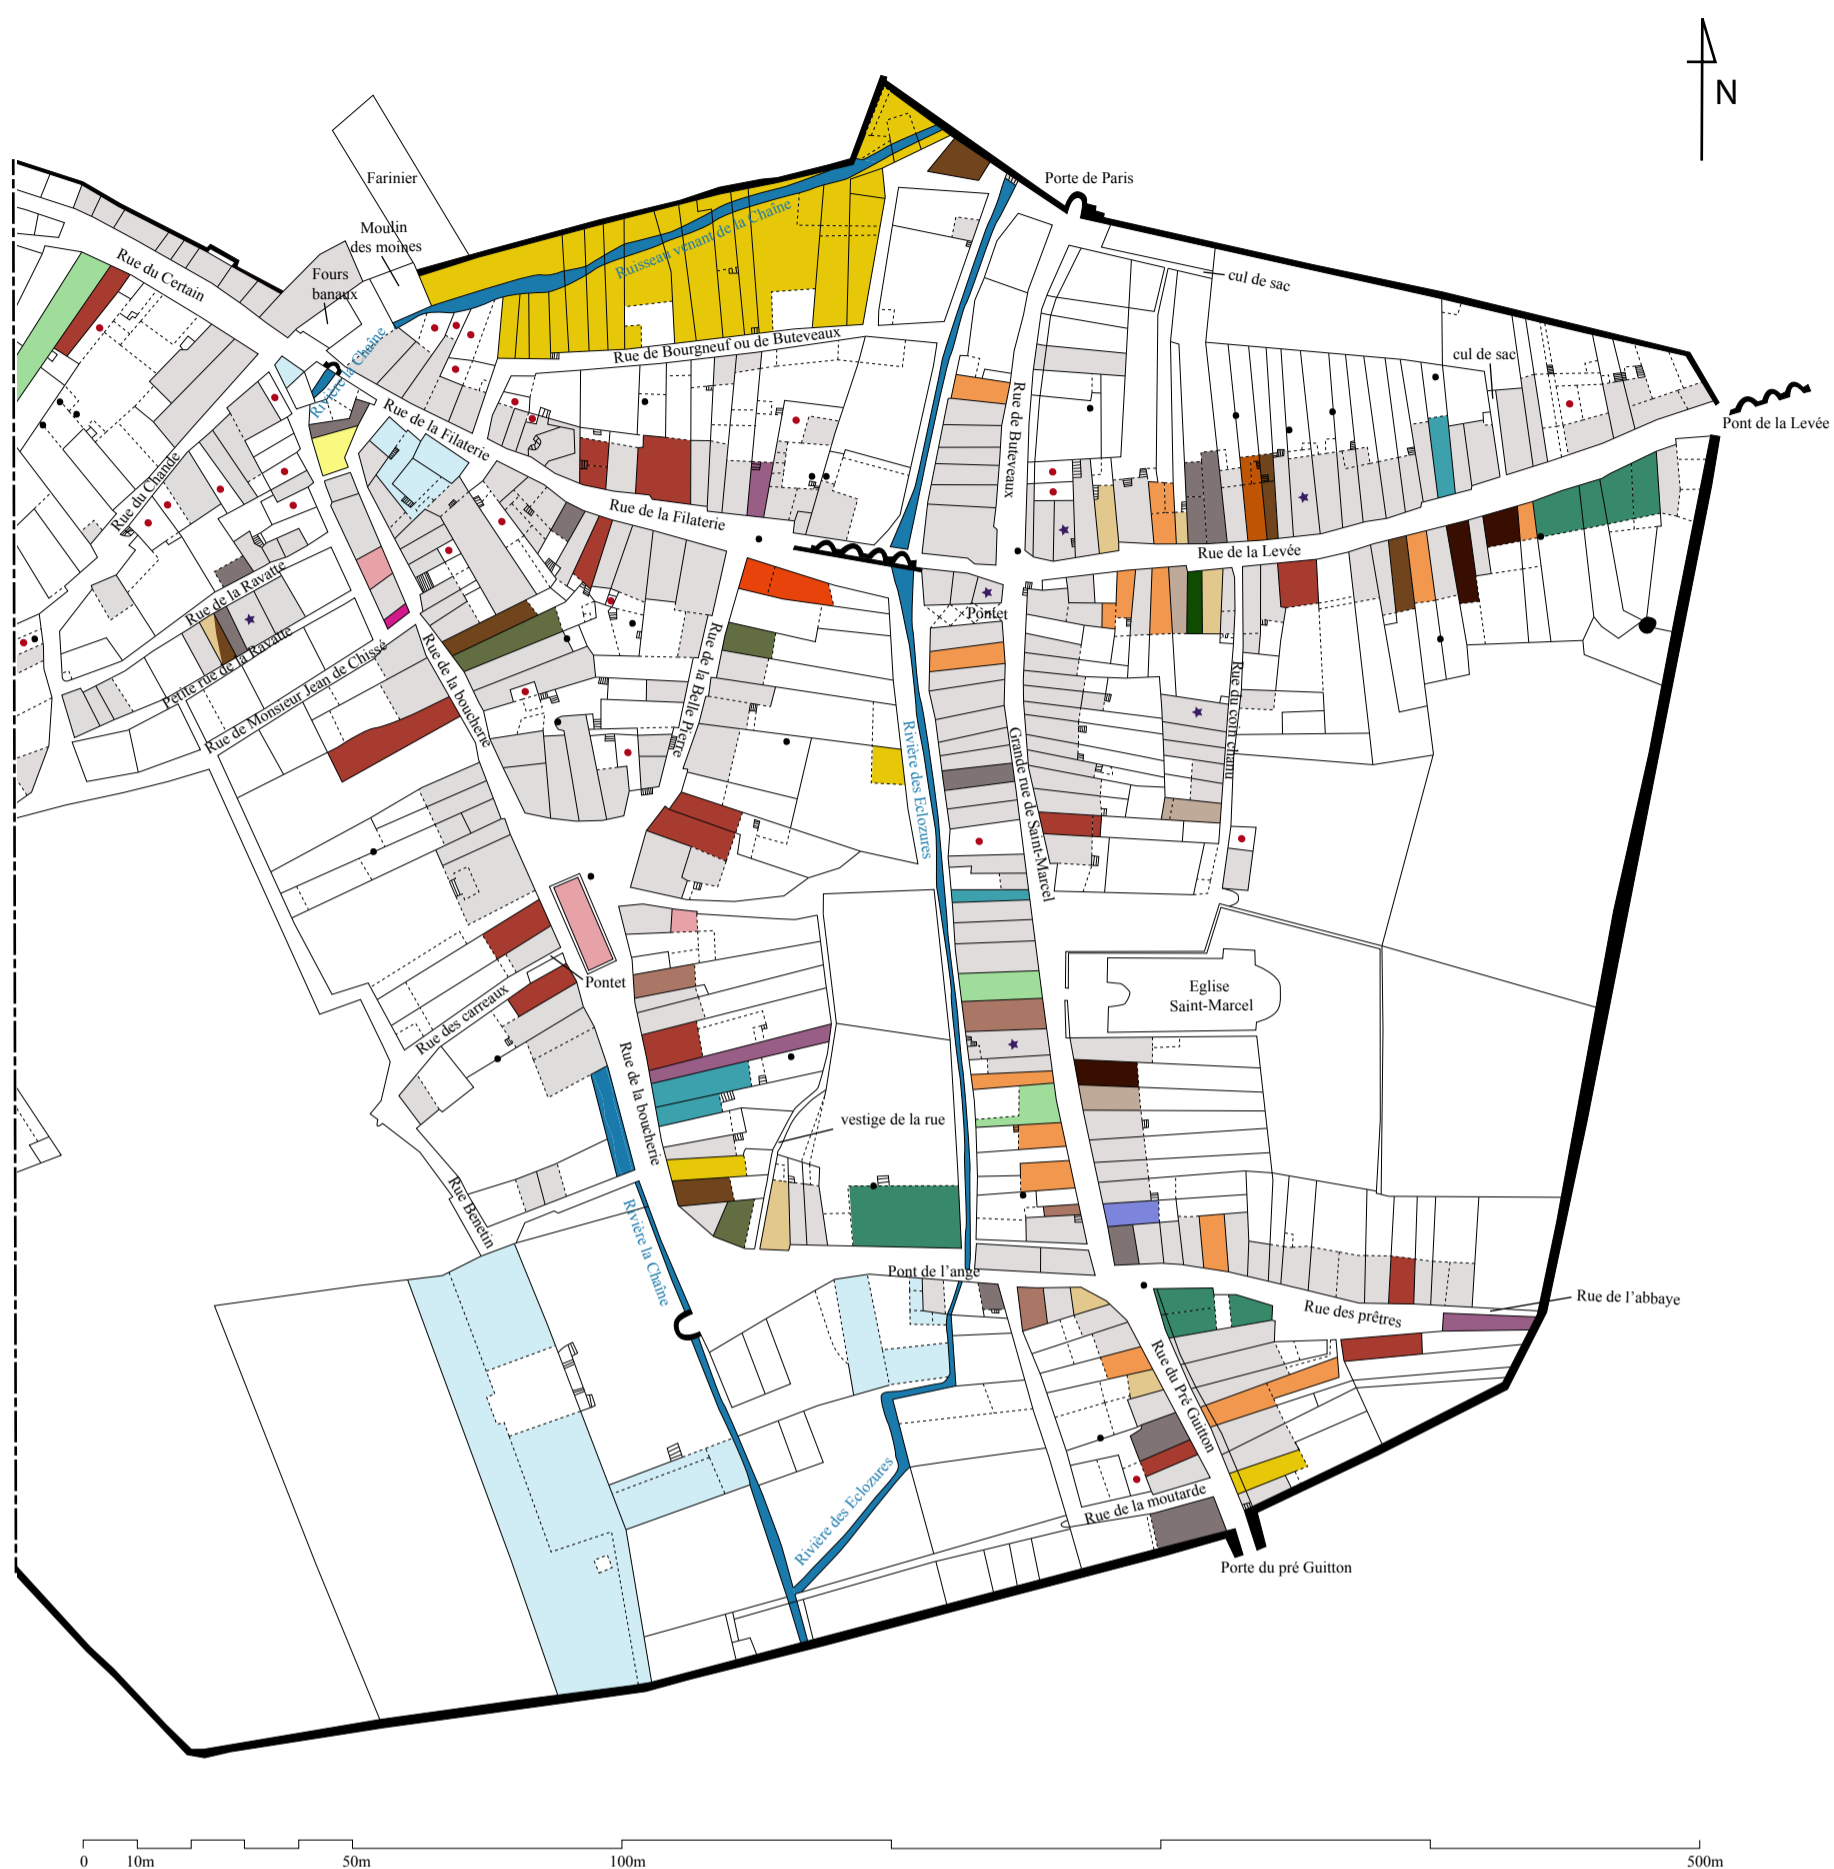 N
Porte de Paris
Farinier
Moulin
des moines
Rue du Certain
Fours
banaux
Ruisseau venant de la Chaîne
cul de sac
Rivière la Chaîne
Rue de Bourgneuf ou de Buteveaux
cul de sac
Rue de Buteveaux
Rue de la Filaterie
Pont de la Levée
Rue du Chande
Rue de la Filaterie
Rue de la Levée
Rue de la Ravatte
Pontet
Petite rue de la Ravatte
Rue de Monsieur Jean de Chissé
Rue de la boucherie
Rue de la Belle Pierre
Rivière des Eclozures
Grande rue de Saint-Marcel
Rue du coin chanu
Pontet
Eglise
Saint-Marcel
Rue des carreaux
Rue de la boucherie
vestige de la rue
Rue Benetin
Rivière la Chaîne
Pont de l'ange
Rue des prêtres
Rue de l'abbaye
Rue du Pré Guitton
Rivière des Eclozures
Rue de la moutarde
Porte du pré Guitton
0 10m 50m 100m 500m